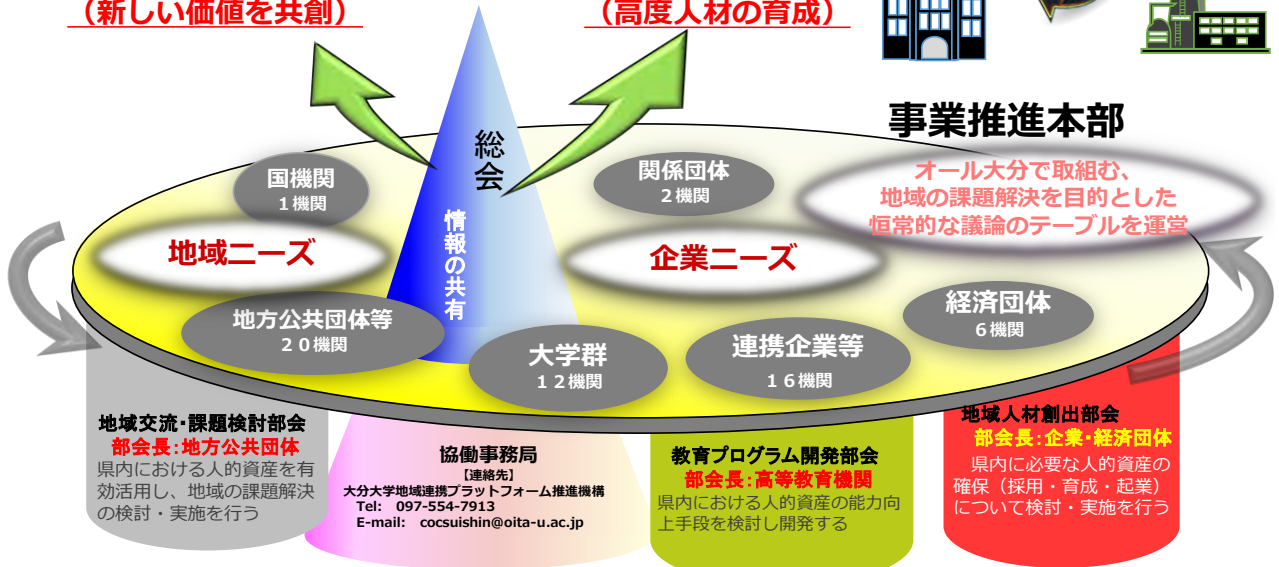 （新しい価値を共創）
（高度人材の育成）
事業推進本部
総会
情報の共有
国機関
１機関
関係団体
２機関
オール大分で取組む、
地域の課題解決を目的とした
恒常的な議論のテーブルを運営
地域ニーズ
企業ニーズ
地方公共団体等
２０機関
大学群
１２機関
連携企業等
１６機関
経済団体
６機関
地域交流・課題検討部会
部会長：地方公共団体
県内における人的資産を有
効活用し、地域の課題解決
の検討・実施を行う
協働事務局
【連絡先】
大分大学地域連携プラットフォーム推進機構
Tel:　097-554-7913
E-mail:　cocsuishin@oita-u.ac.jp
教育プログラム開発部会
部会長：高等教育機関
県内における人的資産の能力向
上手段を検討し開発する
地域人材創出部会
部会長：企業・経済団体
県内に必要な人的資産の
確保（採用・育成・起業）
について検討・実施を行う